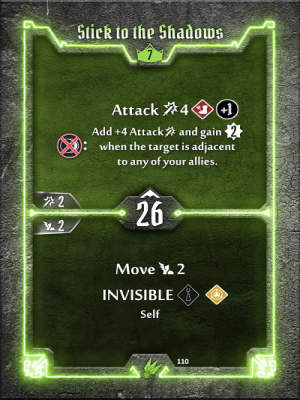 Stick to the Shadows
7
Attack 4 +1
Add +4 Attack and gain 2
: when the target is adjacent
to any of your allies.
2
26
2
Move 2
INVISIBLE
Self
110